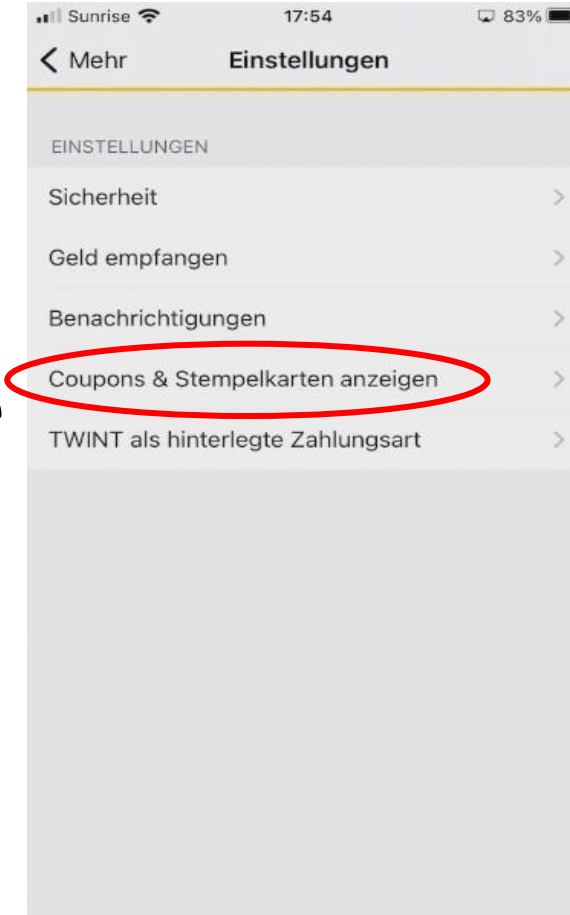 Sunrise 17:54 83%
Mehr Einstellungen
EINSTELLUNGEN
Sicherheit
Geld empfangen
Benachrichtigungen
Coupons & Stempelkarten anzeigen
TWINT als hinterlegte Zahlungsart